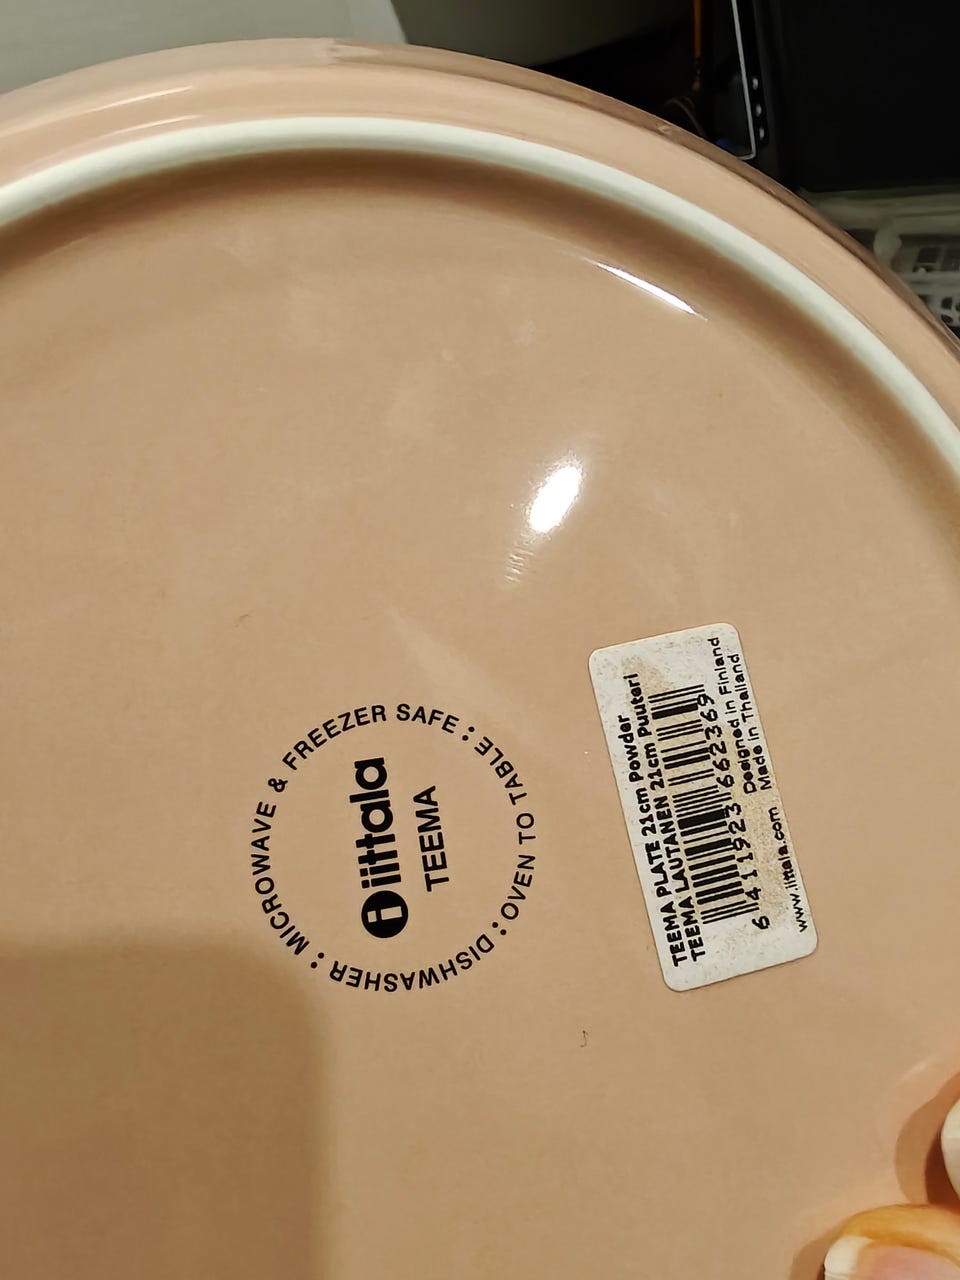 MICROWAVE & FREEZER SAFE : OVEN TO TABLE : DISHWASHER :
i iittala
TEEMA
TEEMA PLATE 21cm Powder
TEEMA LAUTANEN 21cm Puuteri
6 411923 662369
Designed in Finland
www.iittala.com Made in Thailand